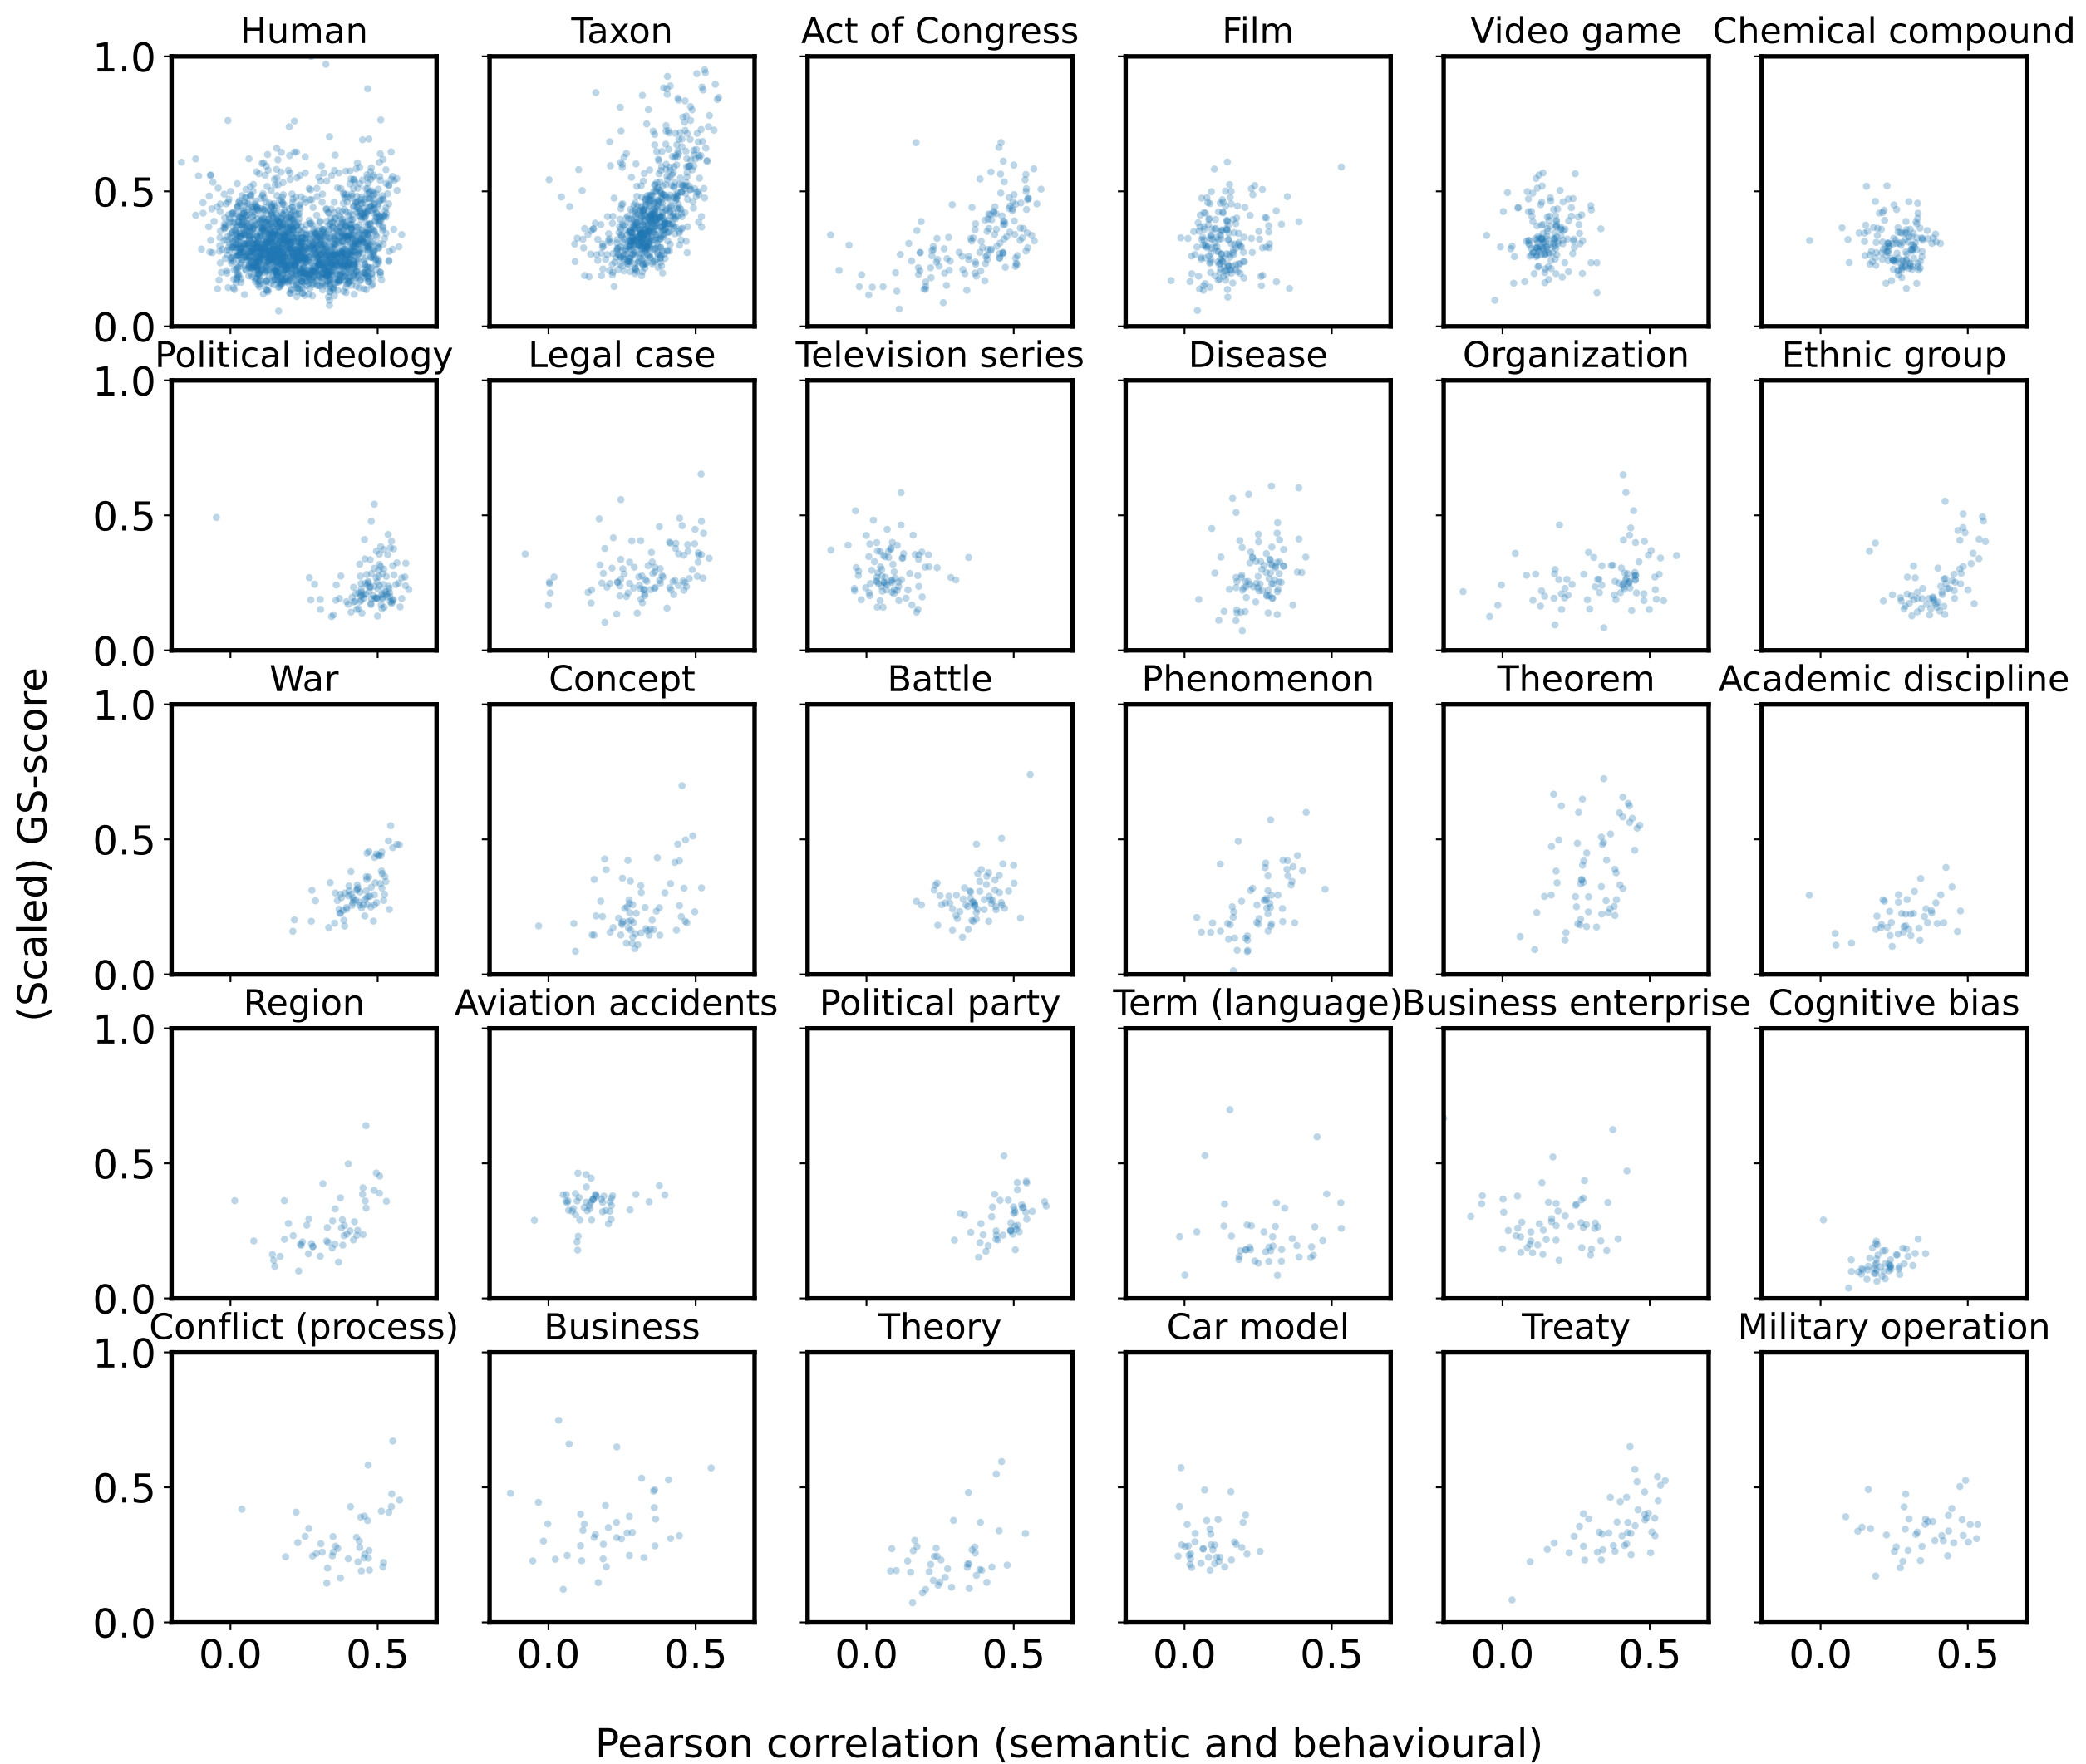 Human Taxon Act of Congress Film Video game Chemical compound
1.0
0.5
0.0
Political ideology Legal case Television series Disease Organization Ethnic group
1.0
0.5
0.0
War Concept Battle Phenomenon Theorem Academic discipline
1.0
0.5
0.0
Region Aviation accidents Political party Term (language) Business enterprise Cognitive bias
1.0
0.5
0.0
Conflict (process) Business Theory Car model Treaty Military operation
1.0
0.5
0.0
0.0 0.5 0.0 0.5 0.0 0.5 0.0 0.5 0.0 0.5 0.0 0.5
(Scaled) GS-score
Pearson correlation (semantic and behavioural)